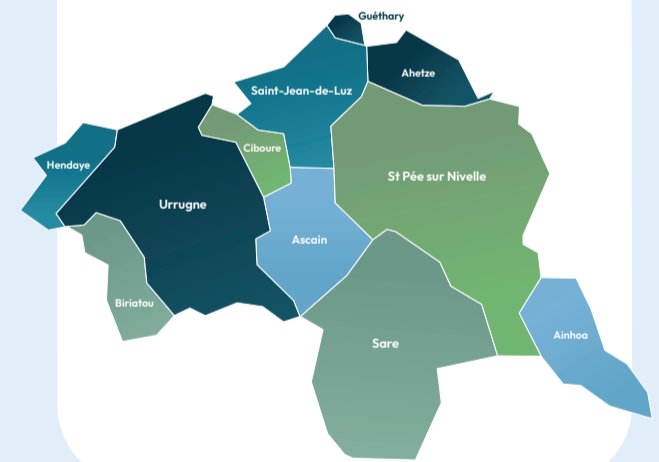 Guéthary
Ahetze
Saint-Jean-de-Luz
Ciboure
Hendaye
St Pée sur Nivelle
Urrugne
Ascain
Biriatou
Ainhoa
Sare